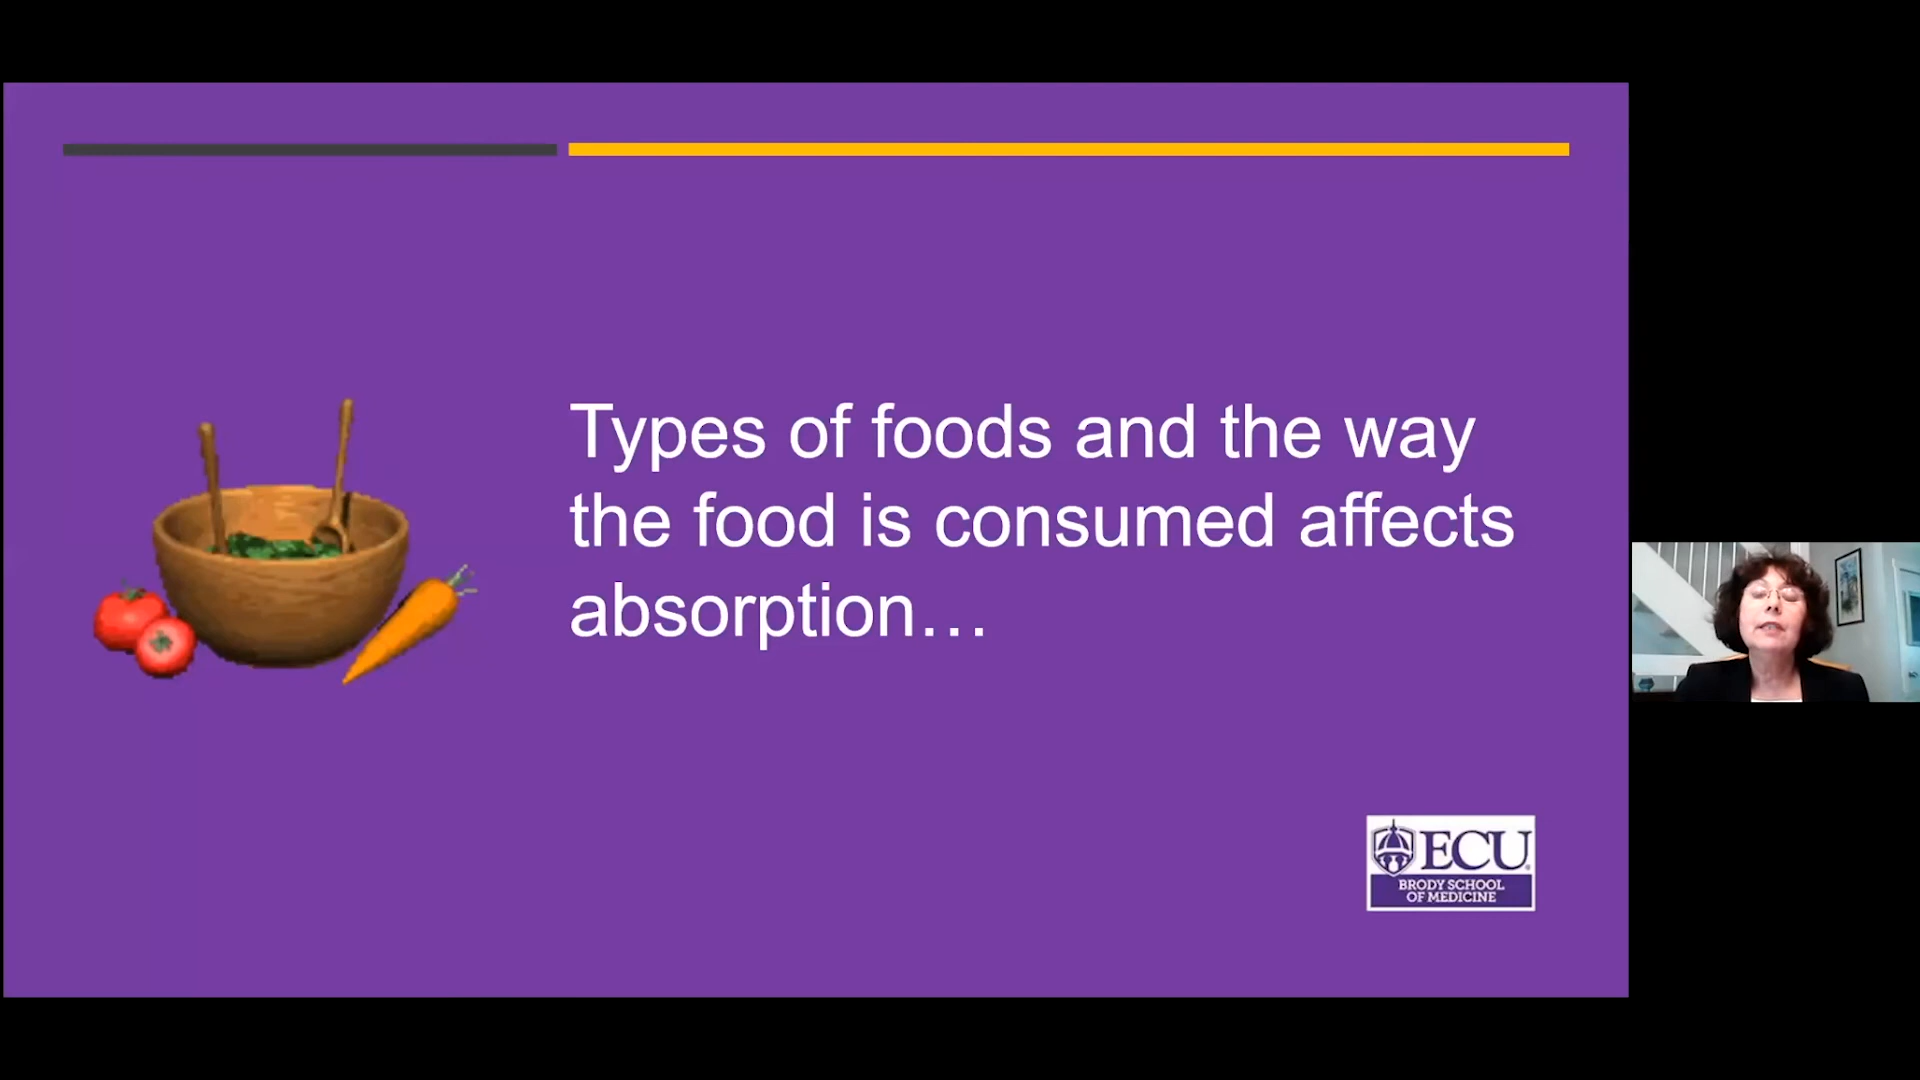 Types of foods and the way
the food is consumed affects
absorption…
ECU
BRODY SCHOOL
OF MEDICINE